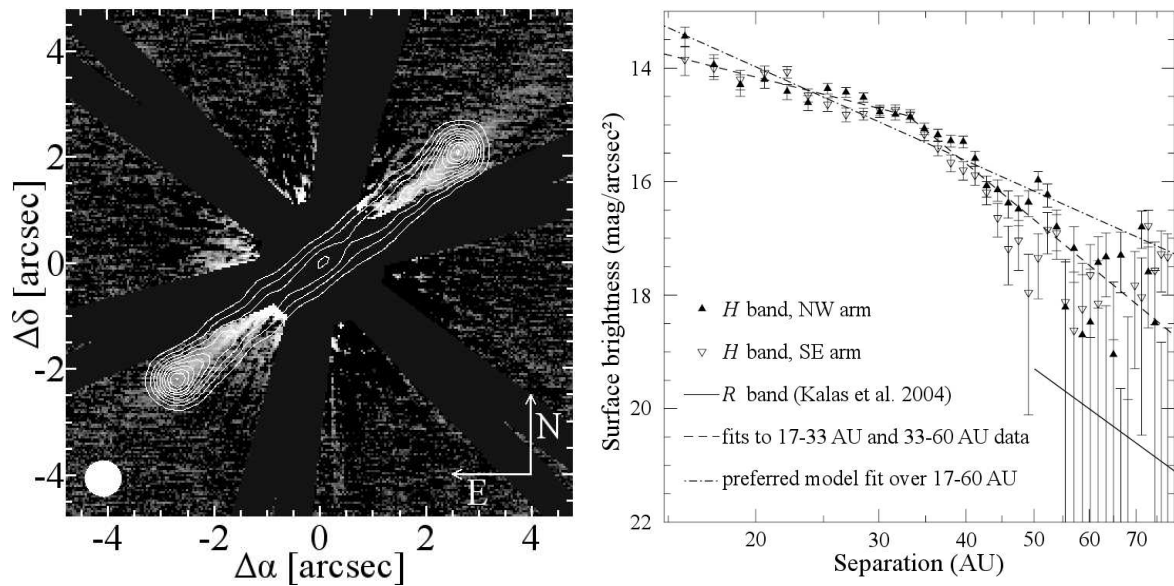 4
2
0
-2
-4
Δδ [arcsec]
N
E
-4 -2 0 2 4
Δα [arcsec]
14
16
18
20
22
Surface brightness (mag/arcsec²)
H band, NW arm
H band, SE arm
R band (Kalas et al. 2004)
fits to 17-33 AU and 33-60 AU data
preferred model fit over 17-60 AU
20 30 40 50 60 70
Separation (AU)